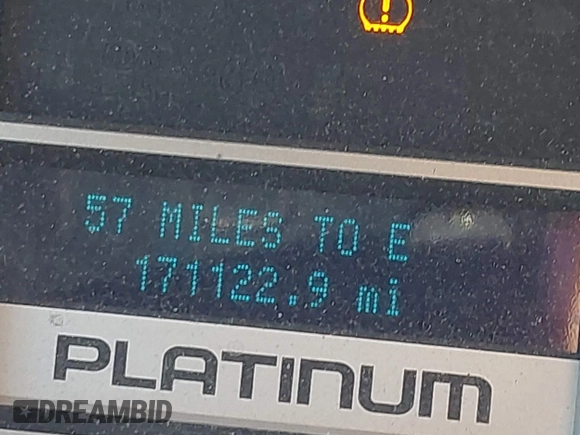 57 MILES TO E
171122.9 mi
PLATINUM
DREAMBID